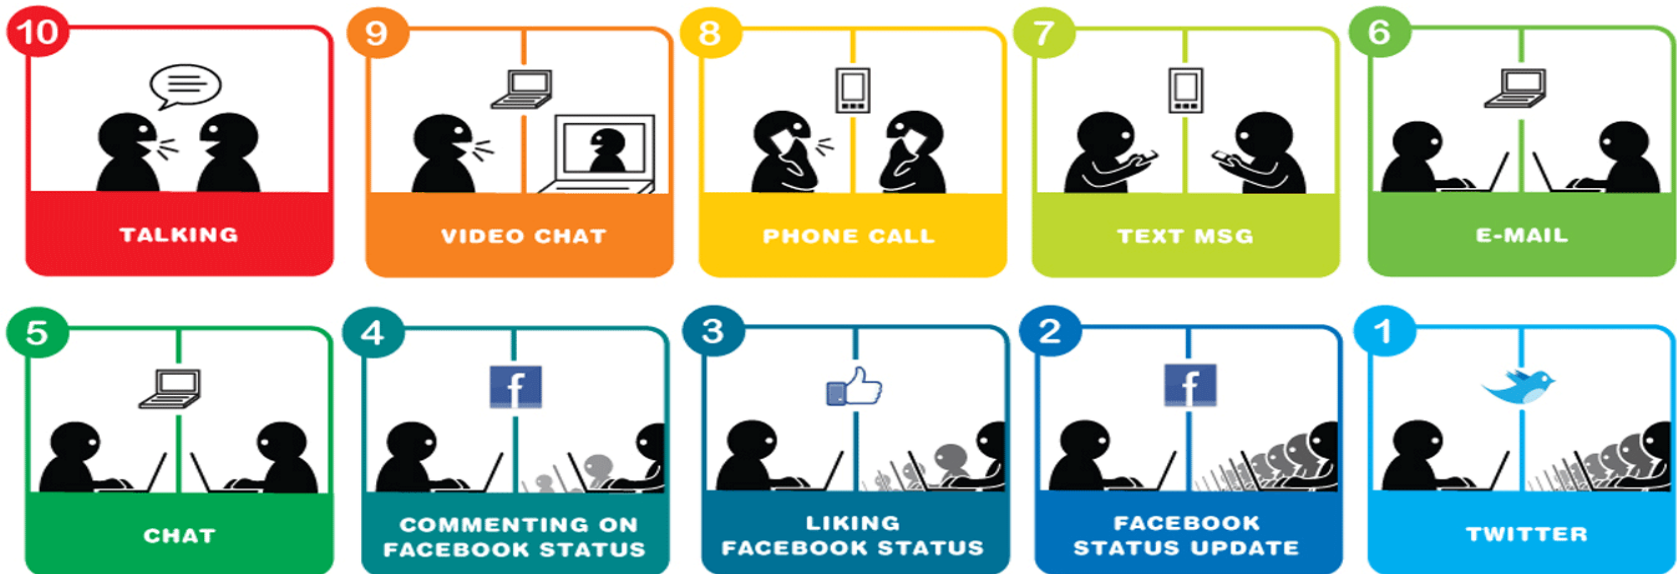 10
TALKING
9
VIDEO CHAT
8
PHONE CALL
7
TEXT MSG
6
E-MAIL
5
CHAT
4
f
COMMENTING ON
FACEBOOK STATUS
3
LIKING
FACEBOOK STATUS
2
f
FACEBOOK
STATUS UPDATE
1
TWITTER